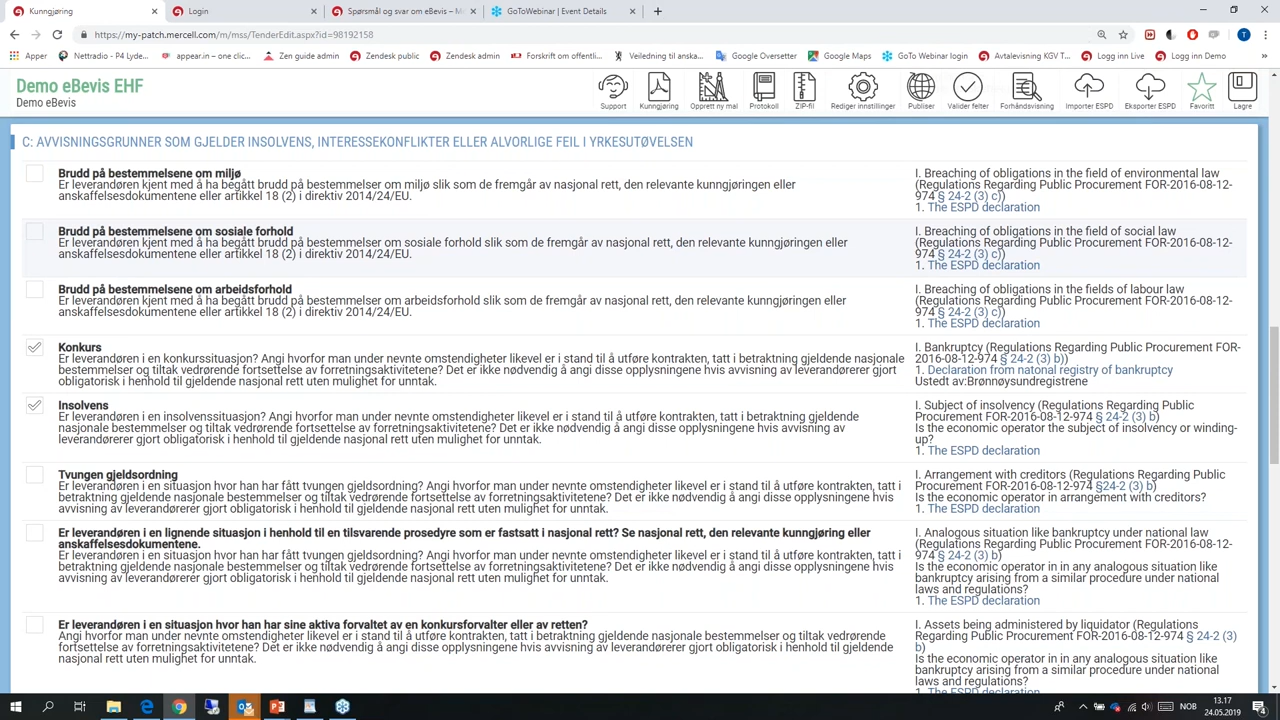 Kunngjøring
Login
Spørsmål og svar om eBevis – Me
GoToWebinar | Event Details
https://my-patch.mercell.com/m/mss/TenderEdit.aspx?id=98192158
Apper
Nettradio - P4 Lyde...
appear.in – one clic...
Zen guide admin
Zendesk public
Zendesk admin
Forskrift om offentli...
Veiledning til anska...
Google Oversetter
Google Maps
GoTo Webinar login
Avtalevisning KGV T...
Logg inn Live
Logg inn Demo
»
Demo eBevis EHF
Demo eBevis
Support
Kunngjøring
Opprett ny mal
Protokoll
ZIP-fil
Rediger innstillinger
Publiser
Valider felter
Forhåndsvisning
Importer ESPD
Eksporter ESPD
Favoritt
Lagre
C: AVVISNINGSGRUNNER SOM GJELDER INSOLVENS, INTERESSEKONFLIKTER ELLER ALVORLIGE FEIL I YRKESUTØVELSEN
Brudd på bestemmelsene om miljø
Er leverandøren kjent med å ha begått brudd på bestemmelser om miljø slik som de fremgår av nasjonal rett, den relevante kunngjøringen eller
anskaffelsesdokumentene eller artikkel 18 (2) i direktiv 2014/24/EU.
I. Breaching of obligations in the field of environmental law
(Regulations Regarding Public Procurement FOR-2016-08-12-
974 § 24-2 (3) c))
1. The ESPD declaration
Brudd på bestemmelsene om sosiale forhold
Er leverandøren kjent med å ha begått brudd på bestemmelser om sosiale forhold slik som de fremgår av nasjonal rett, den relevante kunngjøringen eller
anskaffelsesdokumentene eller artikkel 18 (2) i direktiv 2014/24/EU.
I. Breaching of obligations in the field of social law
(Regulations Regarding Public Procurement FOR-2016-08-12-
974 § 24-2 (3) c))
1. The ESPD declaration
Brudd på bestemmelsene om arbeidsforhold
Er leverandøren kjent med å ha begått brudd på bestemmelser om arbeidsforhold slik som de fremgår av nasjonal rett, den relevante kunngjøringen eller
anskaffelsesdokumentene eller artikkel 18 (2) i direktiv 2014/24/EU.
I. Breaching of obligations in the fields of labour law
(Regulations Regarding Public Procurement FOR-2016-08-12-
974 § 24-2 (3) c))
1. The ESPD declaration
Konkurs
Er leverandøren i en konkurssituasjon? Angi hvorfor man under nevnte omstendigheter likevel er i stand til å utføre kontrakten, tatt i betraktning gjeldende nasjonale
bestemmelser og tiltak vedrørende fortsettelse av forretningsaktivitetene? Det er ikke nødvendig å angi disse opplysningene hvis avvisning av leverandørerer gjort
obligatorisk i henhold til gjeldende nasjonal rett uten mulighet for unntak.
I. Bankruptcy (Regulations Regarding Public Procurement FOR-
2016-08-12-974 § 24-2 (3) b))
1. Declaration from natonal registry of bankruptcy
Ustedt av:Brønnøysundregistrene
Insolvens
Er leverandøren i en insolvenssituasjon? Angi hvorfor man under nevnte omstendigheter likevel er i stand til å utføre kontrakten, tatt i betraktning gjeldende
nasjonale bestemmelser og tiltak vedrørende fortsettelse av forretningsaktivitetene? Det er ikke nødvendig å angi disse opplysningene hvis avvisning av
leverandørerer gjort obligatorisk i henhold til gjeldende nasjonal rett uten mulighet for unntak.
I. Subject of insolvency (Regulations Regarding Public
Procurement FOR-2016-08-12-974 § 24-2 (3) b)
Is the economic operator the subject of insolvency or winding-
up?
1. The ESPD declaration
Tvungen gjeldsordning
Er leverandøren i en situasjon hvor han har fått tvungen gjeldsordning? Angi hvorfor man under nevnte omstendigheter likevel er i stand til å utføre kontrakten, tatt i
betraktning gjeldende nasjonale bestemmelser og tiltak vedrørende fortsettelse av forretningsaktivitetene? Det er ikke nødvendig å angi disse opplysningene hvis
avvisning av leverandørerer gjort obligatorisk i henhold til gjeldende nasjonal rett uten mulighet for unntak.
I. Arrangement with creditors (Regulations Regarding Public
Procurement FOR-2016-08-12-974 §24-2 (3) b)
Is the economic operator in arrangement with creditors?
1. The ESPD declaration
Er leverandøren i en lignende situasjon i henhold til en tilsvarende prosedyre som er fastsatt i nasjonal rett? Se nasjonal rett, den relevante kunngjøring eller
anskaffelsesdokumentene.
Er leverandøren i en situasjon hvor han har fått tvungen gjeldsordning? Angi hvorfor man under nevnte omstendigheter likevel er i stand til å utføre kontrakten, tatt i
betraktning gjeldende nasjonale bestemmelser og tiltak vedrørende fortsettelse av forretningsaktivitetene? Det er ikke nødvendig å angi disse opplysningene hvis
avvisning av leverandørerer gjort obligatorisk i henhold til gjeldende nasjonal rett uten mulighet for unntak.
I. Analogous situation like bankruptcy under national law
(Regulations Regarding Public Procurement FOR-2016-08-12-
974 § 24-2 (3) b)
Is the economic operator in in any analogous situation like
bankruptcy arising from a similar procedure under national
laws and regulations?
1. The ESPD declaration
Er leverandøren i en situasjon hvor han har sine aktiva forvaltet av en konkursforvalter eller av retten?
Angi hvorfor man under nevnte omstendigheter likevel er i stand til å utføre kontrakten, tatt i betraktning gjeldende nasjonale bestemmelser og tiltak vedrørende
fortsettelse av forretningsaktivitetene? Det er ikke nødvendig å angi disse opplysningene hvis avvisning av leverandørerer gjort obligatorisk i henhold til gjeldende
nasjonal rett uten mulighet for unntak.
I. Assets being administered by liquidator (Regulations
Regarding Public Procurement FOR-2016-08-12-974 § 24-2 (3)
b)
Is the economic operator in in any analogous situation like
bankruptcy arising from a similar procedure under national
laws and regulations?
1. The ESPD declaration
NOB
13.17
24.05.2019